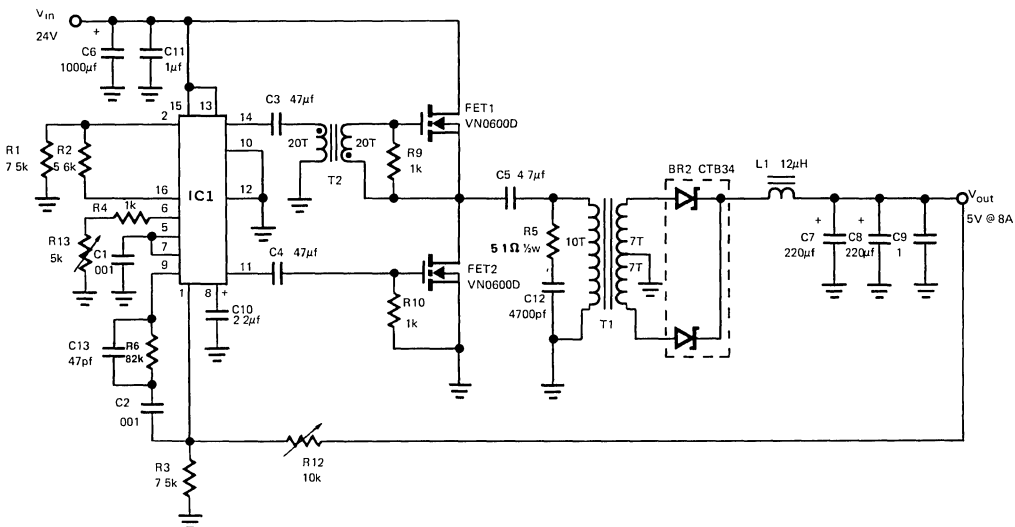 Vin
24V
+
C6
1000μf
C11
1μf
15
13
2
14
C3 47μf
FET1
VN0600D
R1
7 5k
R2
5 6k
10
20T
20T
T2
R9
1k
16
IC1
12
C5 4 7μf
BR2 CTB34
L1 12μH
Vout
5V @ 8A
R4
1k
6
5
R13
5k
C1
001
7
9
11
C4 47μf
FET2
VN0600D
R5
5 1Ω ½w
10T
7T
7T
+
C7
220μf
+
C8
220μf
C9
1
1
8
+
C10
2 2μf
R10
1k
C12
4700pf
T1
C13
47pf
R6
82k
C2
001
R3
7 5k
R12
10k